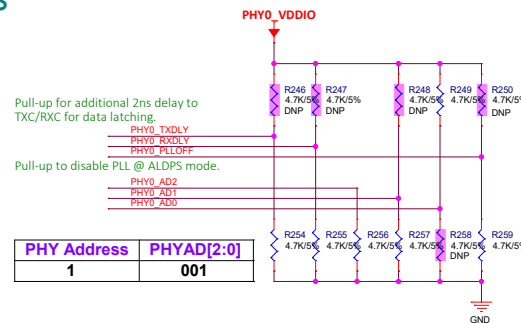 s
PHY0_VDDIO
R246 4.7K/5% DNP
R247 4.7K/5% DNP
R248 4.7K/5% DNP
R249 4.7K/5%
R250 4.7K/5% DNP
Pull-up for additional 2ns delay to
TXC/RXC for data latching.
PHY0_TXDLY
PHY0_RXDLY
PHY0_PLLOFF
Pull-up to disable PLL @ ALDPS mode.
PHY0_AD2
PHY0_AD1
PHY0_AD0
R254 4.7K/5%
R255 4.7K/5%
R256 4.7K/5%
R257 4.7K/5%
R258 4.7K/5% DNP
R259 4.7K/5%
PHY Address PHYAD[2:0]
1 001
GND